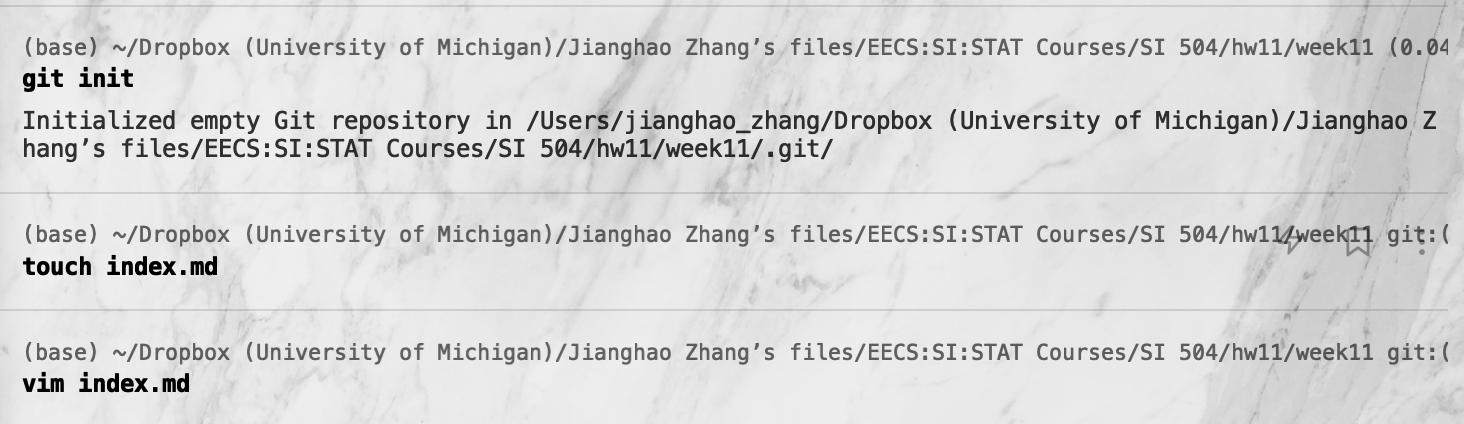 (base) ~/Dropbox (University of Michigan)/Jianghao Zhang’s files/EECS:SI:STAT Courses/SI 504/hw11/week11 (0.04
git init
Initialized empty Git repository in /Users/jianghao_zhang/Dropbox (University of Michigan)/Jianghao Z
hang’s files/EECS:SI:STAT Courses/SI 504/hw11/week11/.git/
(base) ~/Dropbox (University of Michigan)/Jianghao Zhang’s files/EECS:SI:STAT Courses/SI 504/hw11/week11 git:(
touch index.md
(base) ~/Dropbox (University of Michigan)/Jianghao Zhang’s files/EECS:SI:STAT Courses/SI 504/hw11/week11 git:(
vim index.md